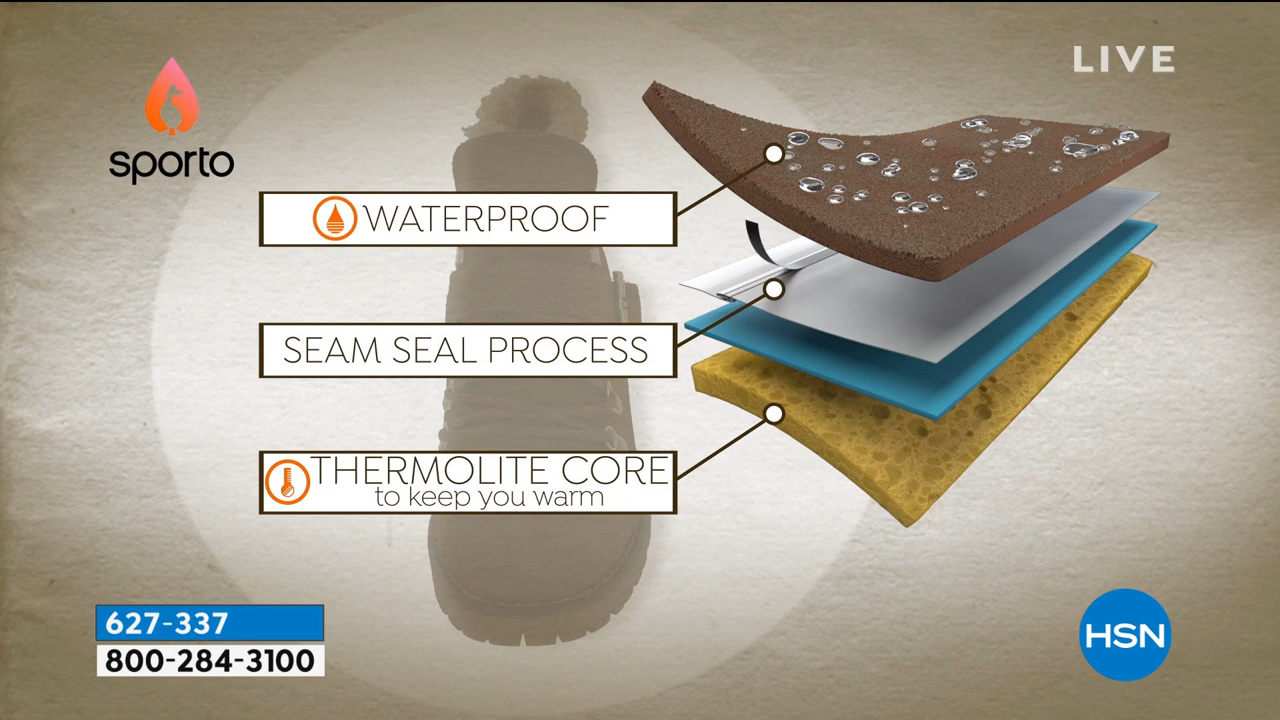 LIVE
sporto
WATERPROOF
SEAM SEAL PROCESS
THERMOLITE CORE
to keep you warm
627-337
800-284-3100
HSN